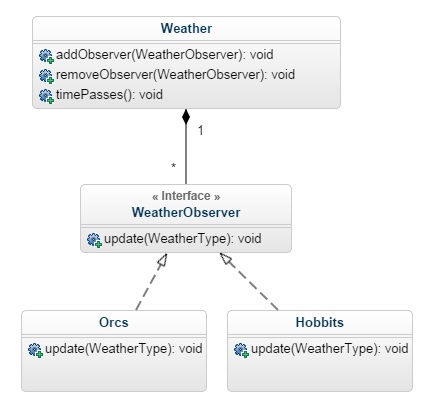 Weather
addObserver(WeatherObserver): void
removeObserver(WeatherObserver): void
timePasses(): void
1
*
« Interface »
WeatherObserver
update(WeatherType): void
Orcs
update(WeatherType): void
Hobbits
update(WeatherType): void